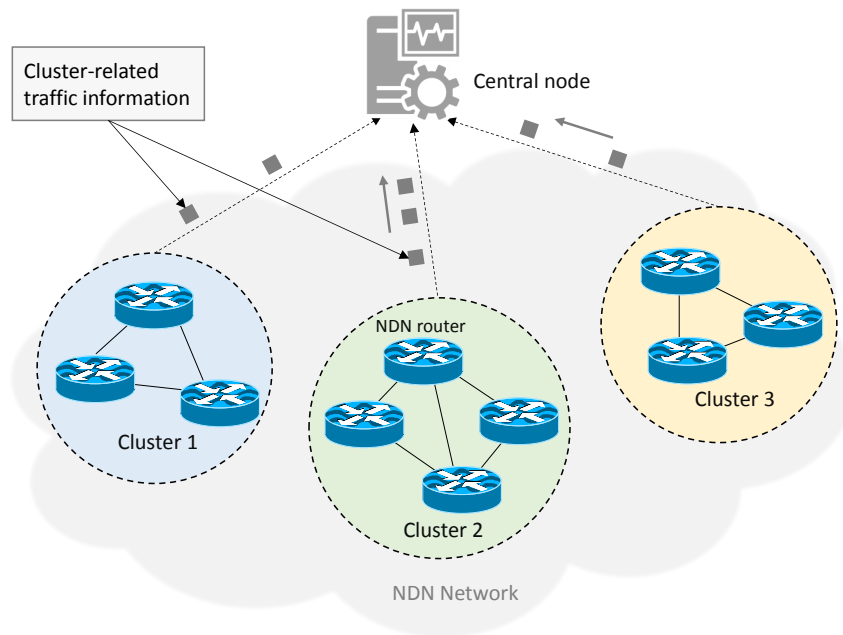 Cluster-related
traffic information
Central node
NDN router
Cluster 1
Cluster 2
Cluster 3
NDN Network